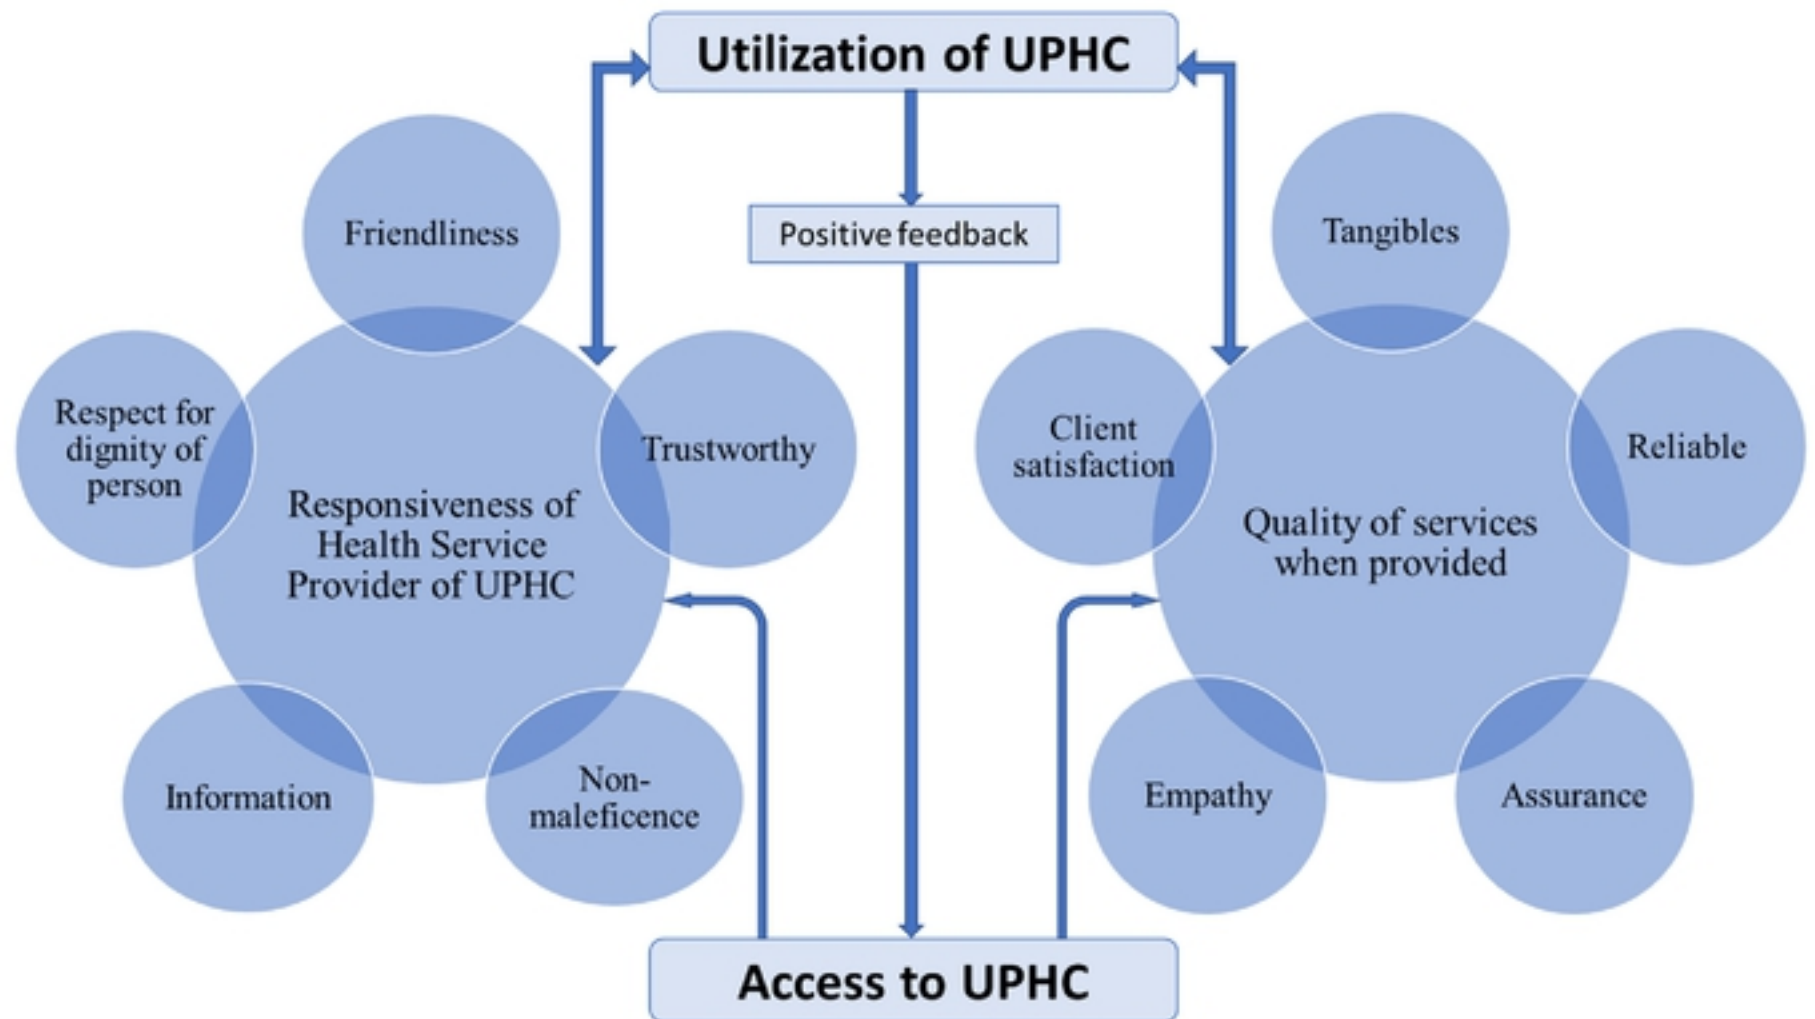 Utilization of UPHC
Positive feedback
Friendliness
Respect for
dignity of
person
Trustworthy
Responsiveness of
Health Service
Provider of UPHC
Information
Non-
maleficence
Tangibles
Client
satisfaction
Reliable
Quality of services
when provided
Empathy
Assurance
Access to UPHC